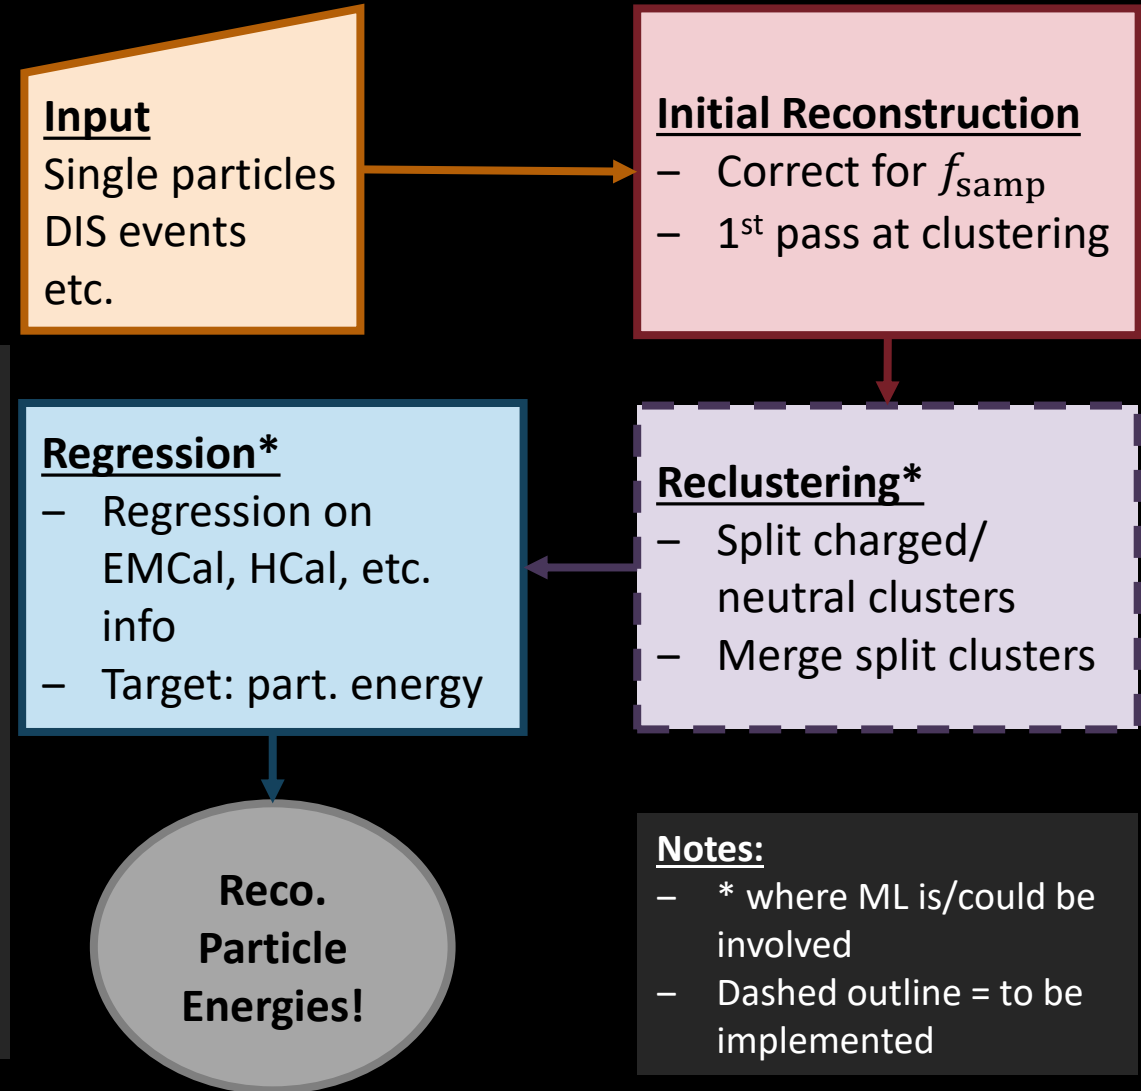 Input
Single particles
DIS events
etc.
Initial Reconstruction
– Correct for f_samp
– 1st pass at clustering
Reclustering*
– Split charged/
neutral clusters
– Merge split clusters
Regression*
– Regression on
EMCal, HCal, etc.
info
– Target: part. energy
Reco.
Particle
Energies!
Notes:
– * where ML is/could be
involved
– Dashed outline = to be
implemented